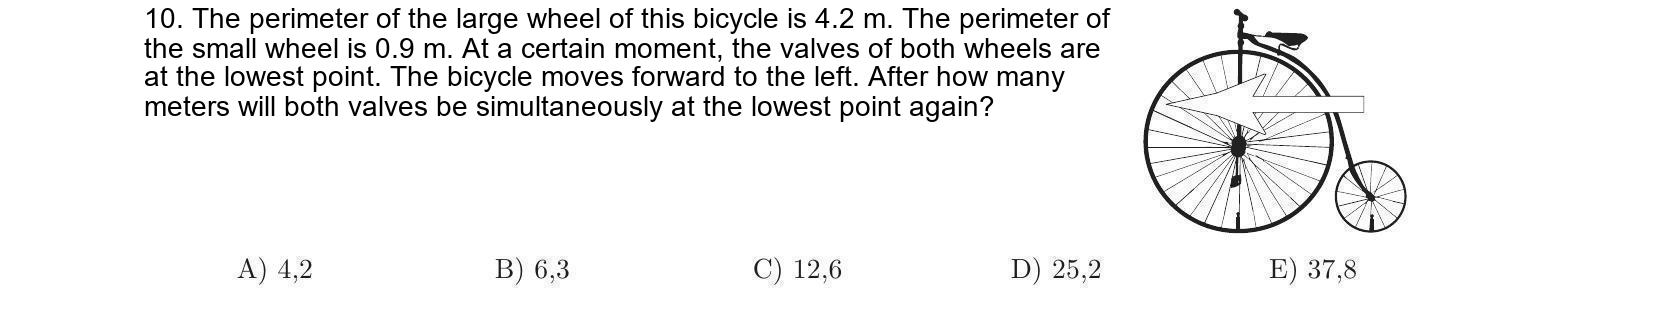 10. The perimeter of the large wheel of this bicycle is 4.2 m. The perimeter of
the small wheel is 0.9 m. At a certain moment, the valves of both wheels are
at the lowest point. The bicycle moves forward to the left. After how many
meters will both valves be simultaneously at the lowest point again?
A) 4,2 B) 6,3 C) 12,6 D) 25,2 E) 37,8